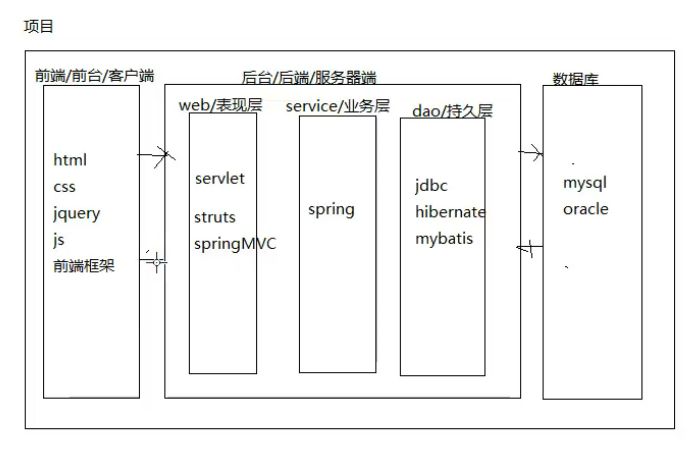 项目
前端/前台/客户端
后台/后端/服务器端
数据库
web/表现层
service/业务层
dao/持久层
html
css
jquery
js
前端框架
servlet
struts
springMVC
spring
jdbc
hibernate
mybatis
mysql
oracle